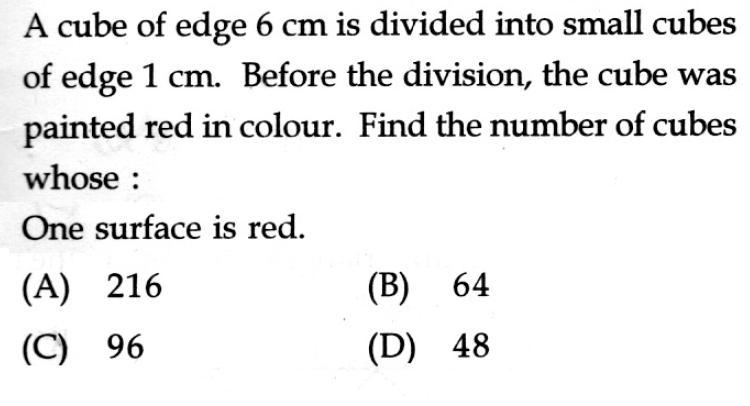 A cube of edge 6 cm is divided into small cubes
of edge 1 cm. Before the division, the cube was
painted red in colour. Find the number of cubes
whose :
One surface is red.
(A) 216 (B) 64
(C) 96 (D) 48